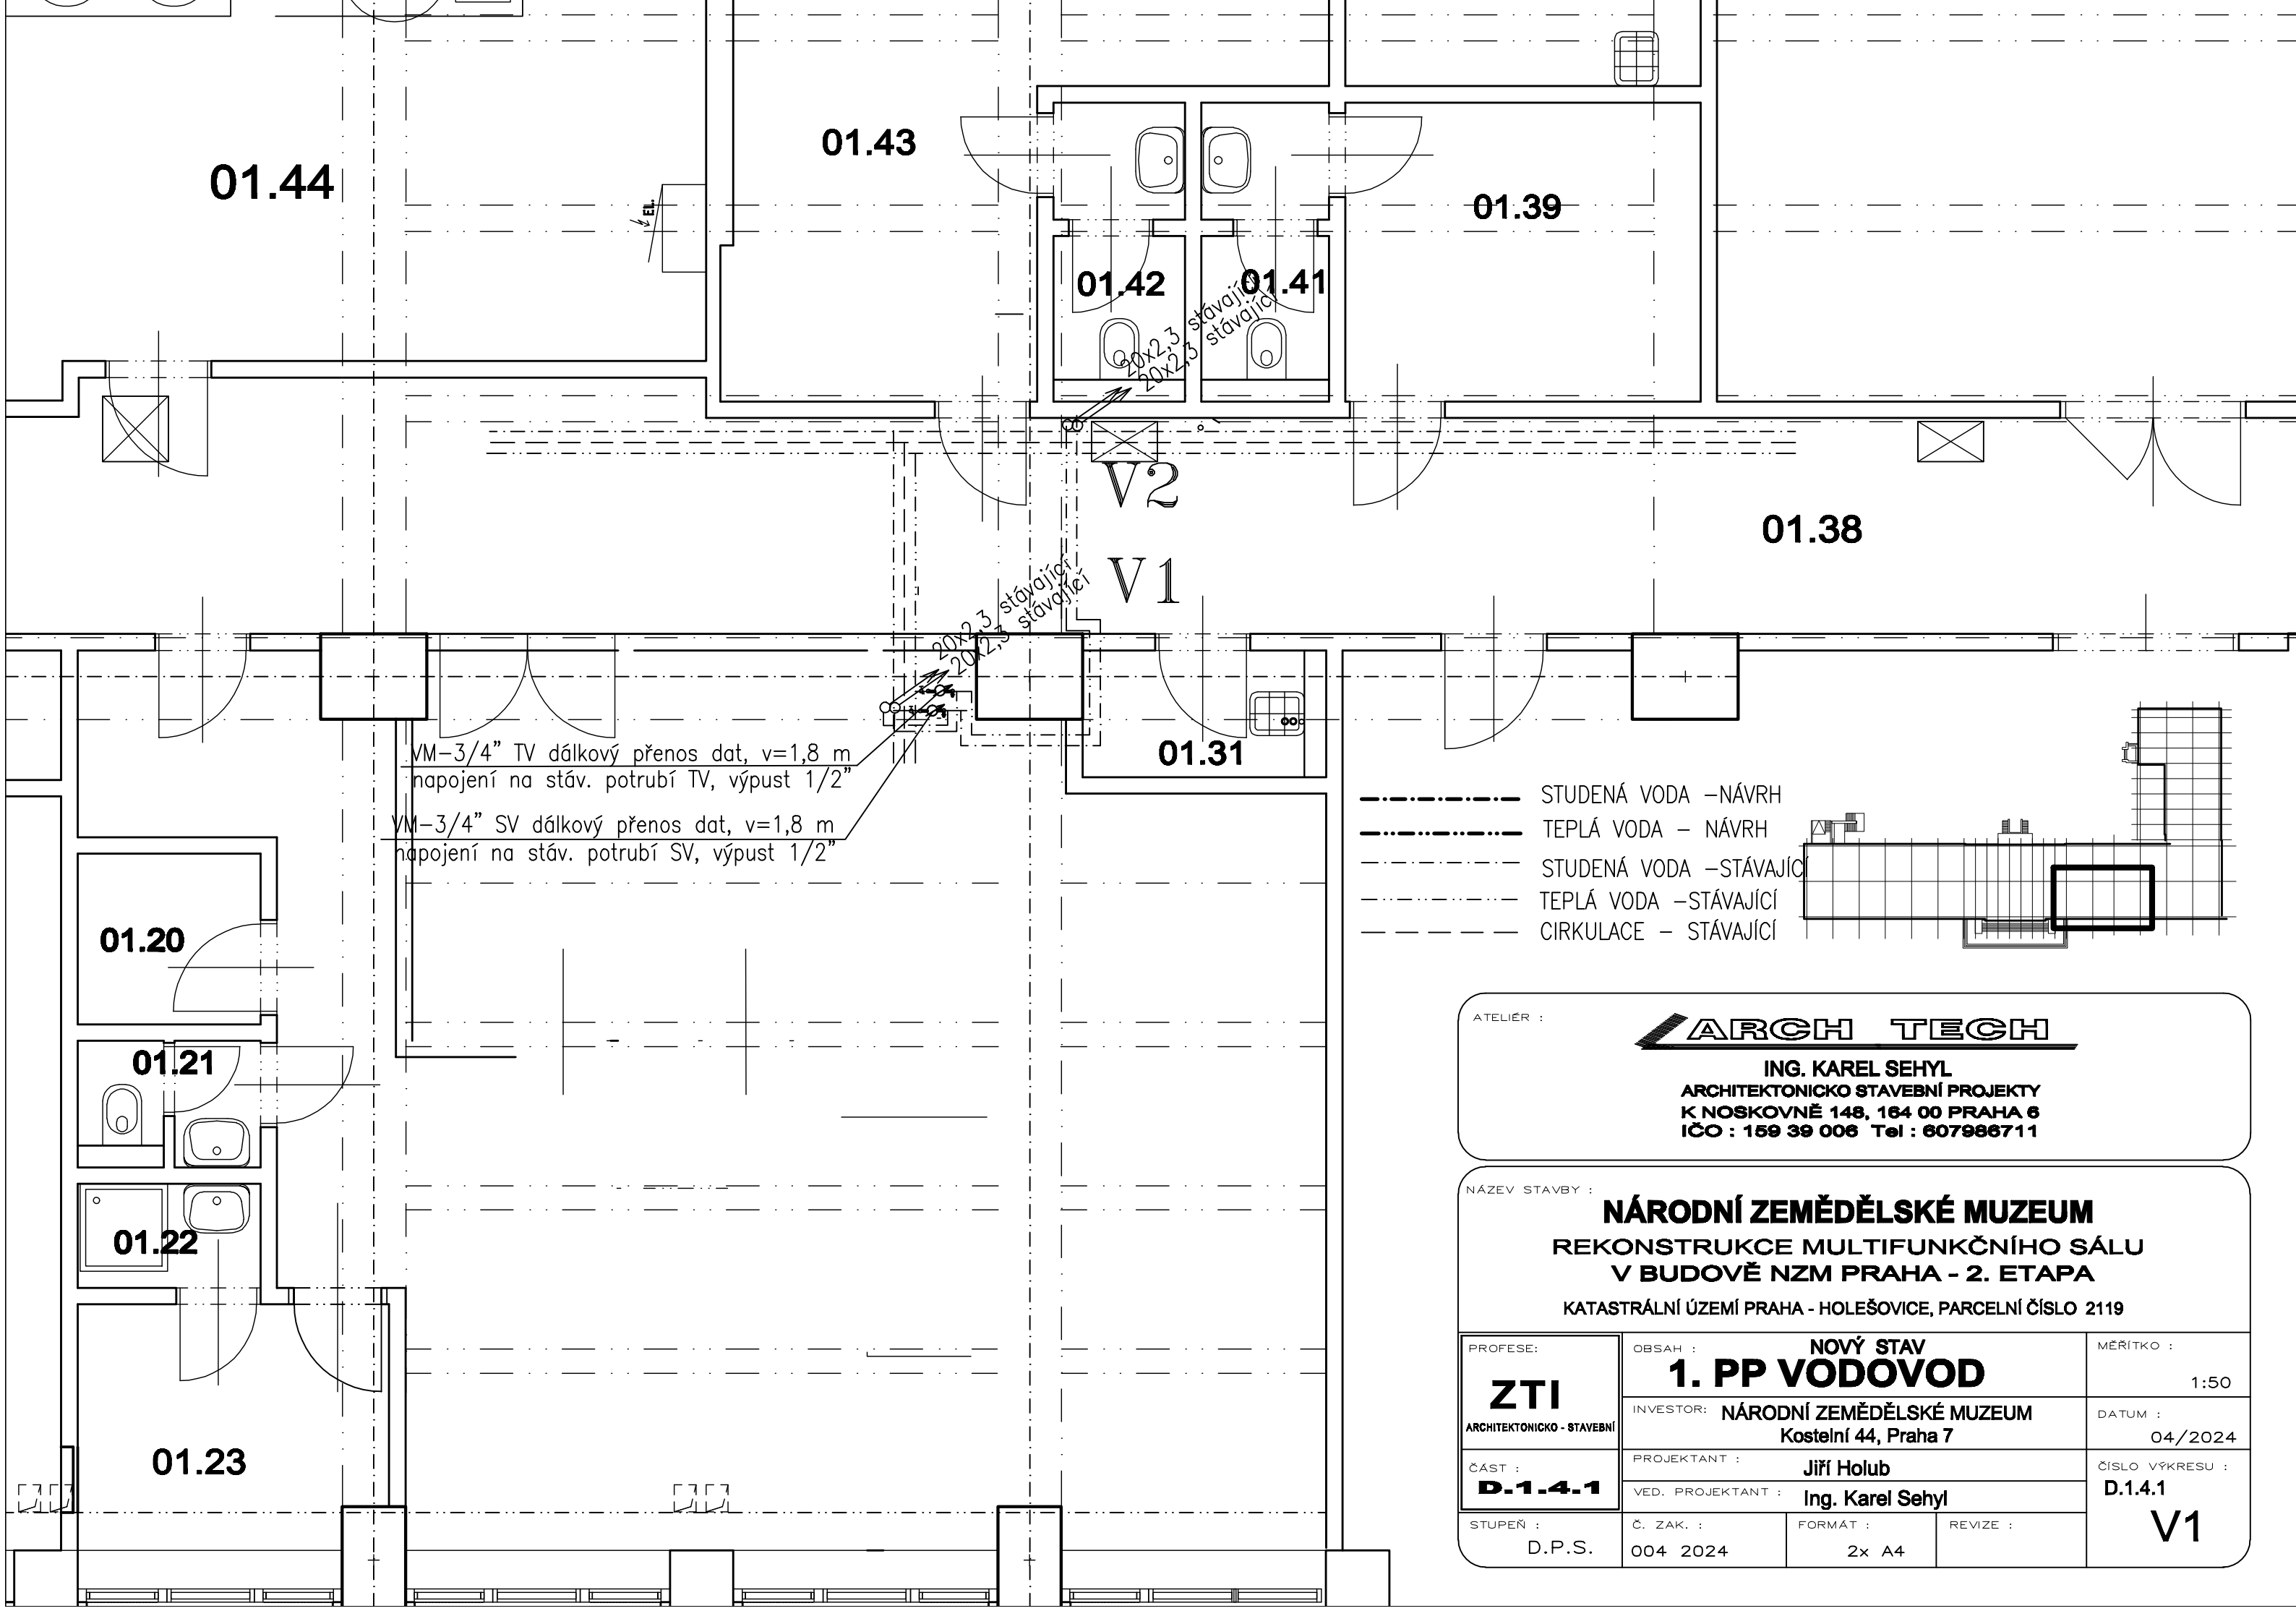 01.44
EL.
01.43
01.39
01.42
01.41
20x2,3 stávající
20x2,3 stávající
V2
V1
01.38
20x2,3 stávající
20x2,3 stávající
VM-3/4" TV dálkový přenos dat, v=1,8 m
napojení na stáv. potrubí TV, výpust 1/2"
VM-3/4" SV dálkový přenos dat, v=1,8 m
napojení na stáv. potrubí SV, výpust 1/2"
01.31
STUDENÁ VODA -NÁVRH
TEPLÁ VODA - NÁVRH
STUDENÁ VODA -STÁVAJÍCÍ
TEPLÁ VODA -STÁVAJÍCÍ
CIRKULACE - STÁVAJÍCÍ
01.20
01.21
01.22
01.23
ATELIÉR :
ARCH TECH
ING. KAREL SEHYL
ARCHITEKTONICKO STAVEBNÍ PROJEKTY
K NOSKOVNĚ 148, 164 00 PRAHA 6
IČO : 159 39 006 Tel : 607986711
NÁZEV STAVBY :
NÁRODNÍ ZEMĚDĚLSKÉ MUZEUM
REKONSTRUKCE MULTIFUNKČNÍHO SÁLU
V BUDOVĚ NZM PRAHA - 2. ETAPA
KATASTRÁLNÍ ÚZEMÍ PRAHA - HOLEŠOVICE, PARCELNÍ ČÍSLO 2119
PROFESE:
ZTI
ARCHITEKTONICKO - STAVEBNÍ
OBSAH :
NOVÝ STAV
1. PP VODOVOD
MĚŘÍTKO :
1:50
INVESTOR: NÁRODNÍ ZEMĚDĚLSKÉ MUZEUM
Kostelní 44, Praha 7
DATUM :
04/2024
ČÁST :
D.1.4.1
PROJEKTANT :
Jiří Holub
VED. PROJEKTANT : Ing. Karel Sehyl
ČÍSLO VÝKRESU :
D.1.4.1
V1
STUPEŇ :
D.P.S.
Č. ZAK. :
004 2024
FORMÁT :
2x A4
REVIZE :